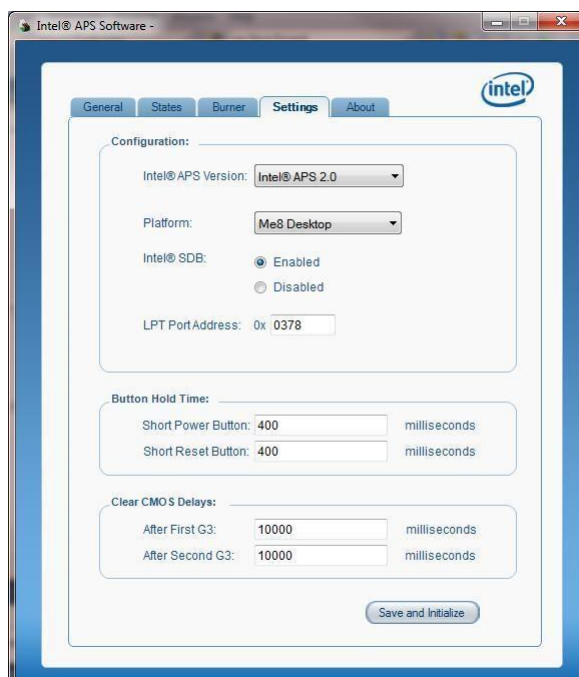 Intel® APS Software -
intel
General States Burner Settings About
Configuration:
Intel® APS Version: Intel® APS 2.0
Platform: Me8 Desktop
Intel® SDB: Enabled
Disabled
LPT Port Address: 0x 0378
Button Hold Time:
Short Power Button: 400 milliseconds
Short Reset Button: 400 milliseconds
Clear CMOS Delays:
After First G3: 10000 milliseconds
After Second G3: 10000 milliseconds
Save and Initialize